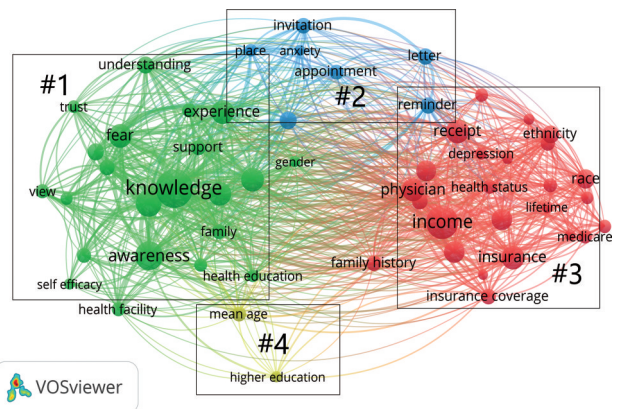 invitation
place
anxiety
letter
understanding
appointment
#1
#2
trust
experience
reminder
#3
fear
receipt
ethnicity
support
depression
gender
view
knowledge
physician
health status
race
lifetime
income
family
medicare
awareness
family history
insurance
self efficacy
health education
insurance coverage
health facility
mean age
#4
higher education
VOSviewer